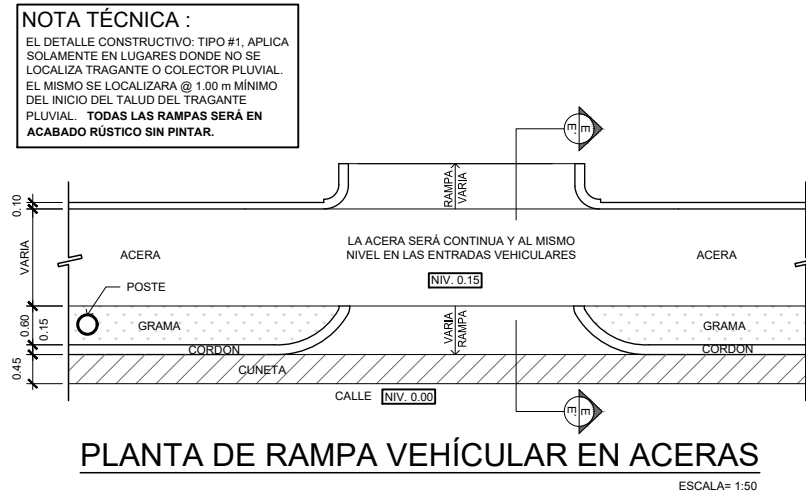 NOTA TÉCNICA :
EL DETALLE CONSTRUCTIVO: TIPO #1, APLICA
SOLAMENTE EN LUGARES DONDE NO SE
LOCALIZA TRAGANTE O COLECTOR PLUVIAL.
EL MISMO SE LOCALIZARA @ 1.00 m MÍNIMO
DEL INICIO DEL TALUD DEL TRAGANTE
PLUVIAL. TODAS LAS RAMPAS SERÁ EN
ACABADO RÚSTICO SIN PINTAR.
E
E'
RAMPA
VARIA
0.10
VARIA
ACERA
LA ACERA SERÁ CONTINUA Y AL MISMO
NIVEL EN LAS ENTRADAS VEHICULARES
ACERA
NIV. 0.15
POSTE
0.60
0.15
GRAMA
VARIA
RAMPA
GRAMA
CORDON
CORDON
0.45
CUNETA
CALLE
NIV. 0.00
E
E'
PLANTA DE RAMPA VEHÍCULAR EN ACERAS
ESCALA= 1:50